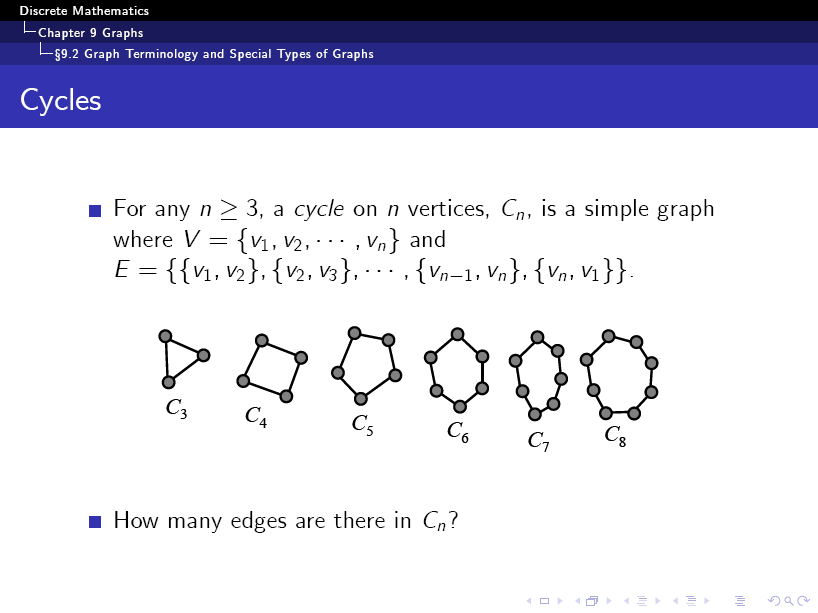 Discrete Mathematics
Chapter 9 Graphs
§9.2 Graph Terminology and Special Types of Graphs
Cycles
For any n ≥ 3, a cycle on n vertices, Cₙ, is a simple graph
where V = {v₁, v₂, · · · , vₙ} and
E = {{v₁, v₂}, {v₂, v₃}, · · · , {vₙ₋₁, vₙ}, {vₙ, v₁}}.
C₃ C₄ C₅ C₆ C₇ C₈
How many edges are there in Cₙ?